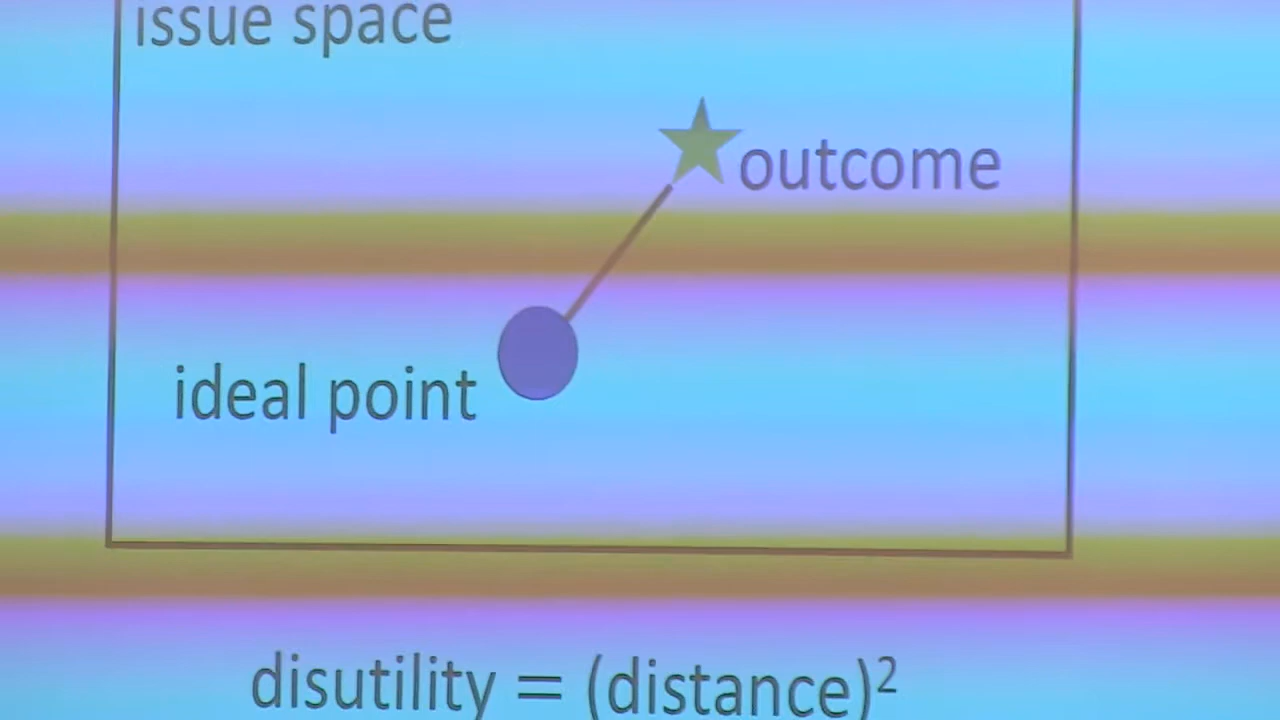 issue space
outcome
ideal point
disutility = (distance)²